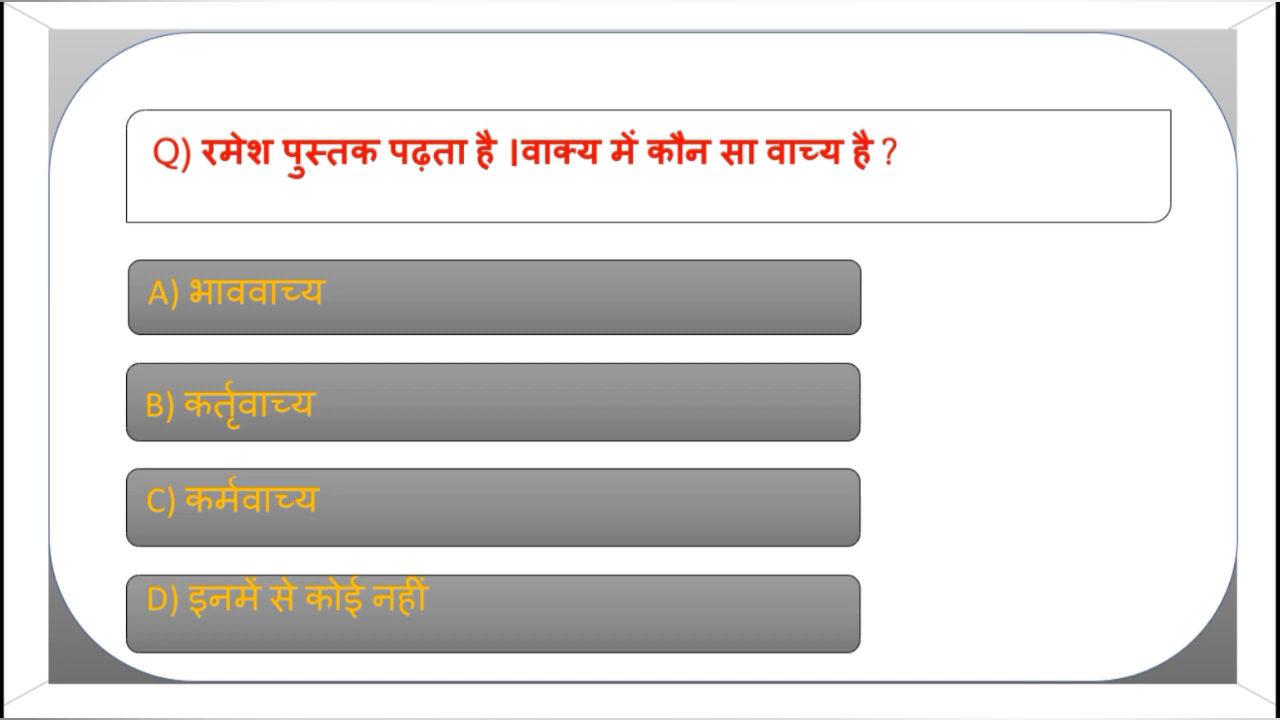 Q) रमेश पुस्तक पढ़ता है ।वाक्य में कौन सा वाच्य है ?
A) भाववाच्य
B) कर्तृवाच्य
C) कर्मवाच्य
D) इनमें से कोई नहीं